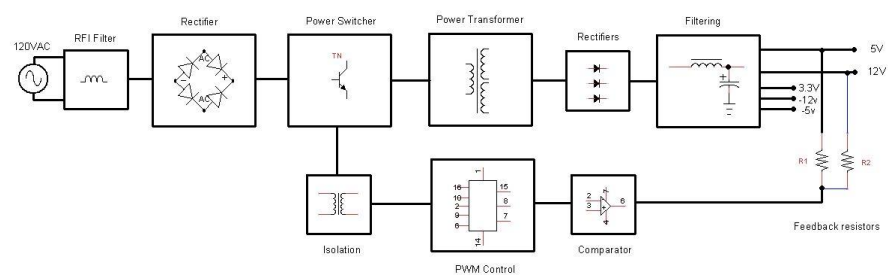 Rectifier
Power Switcher
Power Transformer
Filtering
RFI Filter
Rectifiers
120VAC
AC
- +
AC
TN
+
5V
12V
3.3V
-12v
-5v
R1
R2
1
16
10
2
9
6
15
8
7
14
2
3
7
6
4
+
Isolation
PWM Control
Comparator
Feedback resistors